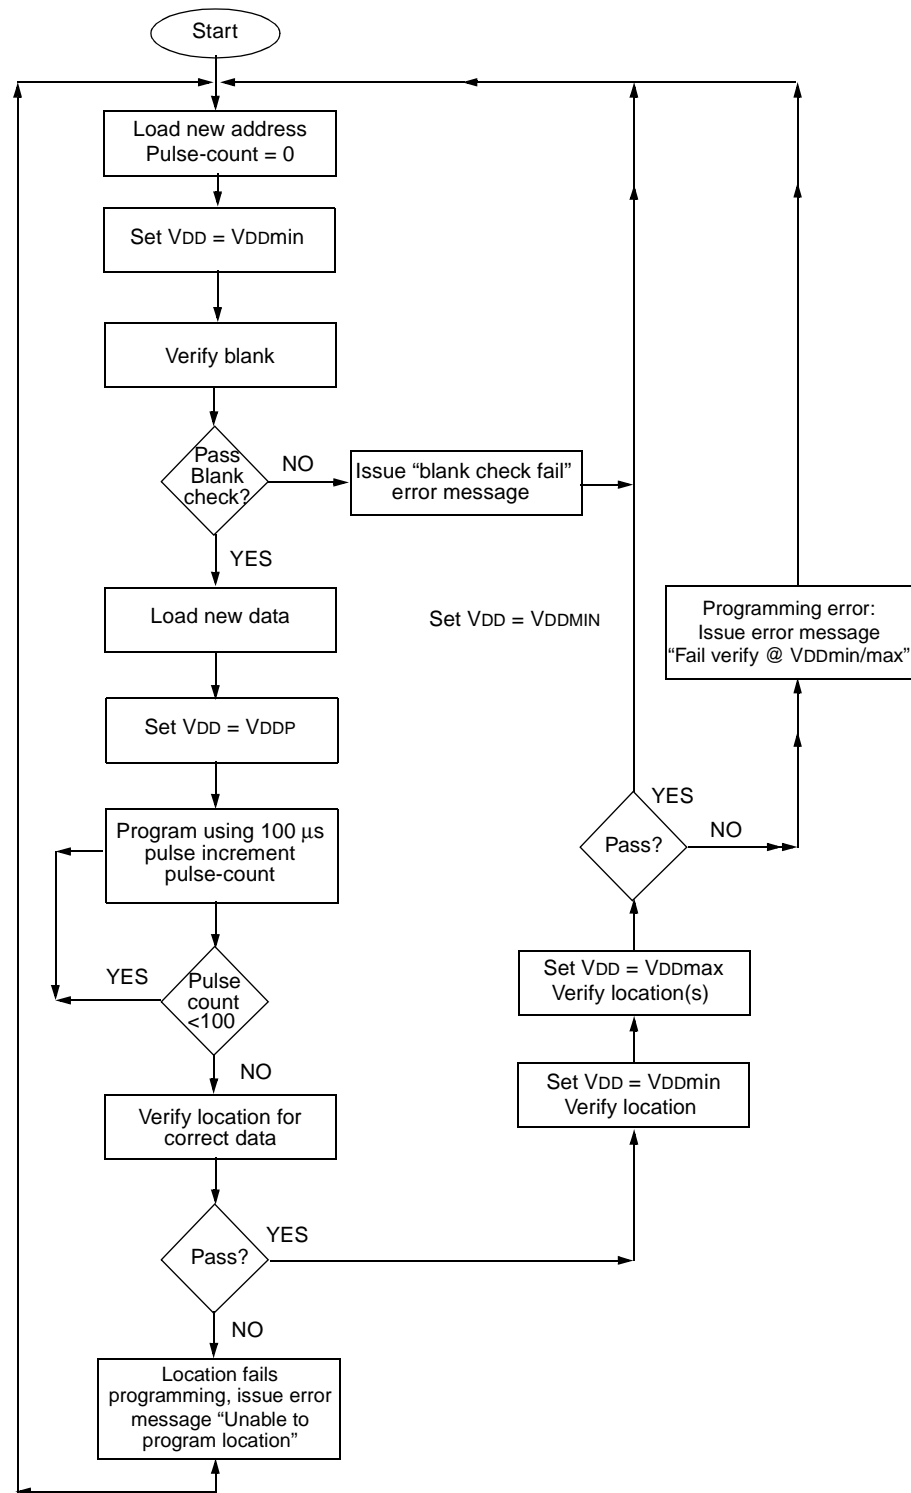 Start
Load new address
Pulse-count = 0
Set VDD = VDDmin
Verify blank
Pass
Blank
check?
NO
Issue “blank check fail”
error message
YES
Load new data
Set VDD = VDDMIN
Programming error:
Issue error message
“Fail verify @ VDDmin/max”
Set VDD = VDDP
Program using 100 µs
pulse increment
pulse-count
YES
Pass?
NO
YES
Pulse
count
<100
Set VDD = VDDmax
Verify location(s)
NO
Set VDD = VDDmin
Verify location
Verify location for
correct data
Pass?
YES
NO
Location fails
programming, issue error
message “Unable to
program location”